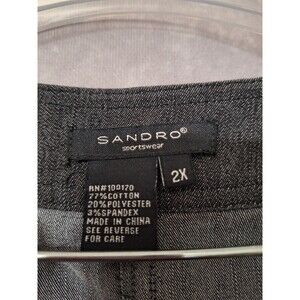 SANDRO®
sportswear
2X
RN#100170
77%COTTON
20%POLYESTER
3%SPANDEX
MADE IN CHINA
SEE REVERSE
FOR CARE